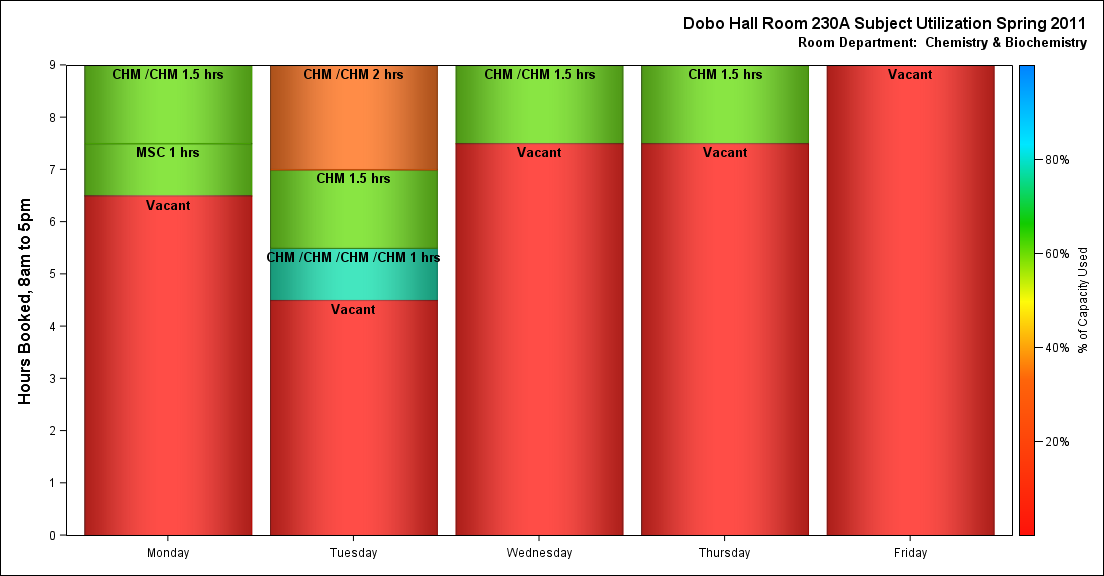 Dobo Hall Room 230A Subject Utilization Spring 2011
Room Department:  Chemistry & Biochemistry
Hours Booked, 8am to 5pm
9
8
7
6
5
4
3
2
1
0
CHM /CHM 1.5 hrs
MSC 1 hrs
Vacant
CHM /CHM 2 hrs
CHM 1.5 hrs
CHM /CHM /CHM /CHM 1 hrs
Vacant
CHM /CHM 1.5 hrs
Vacant
CHM 1.5 hrs
Vacant
Vacant
Monday
Tuesday
Wednesday
Thursday
Friday
80%
60%
40%
20%
% of Capacity Used